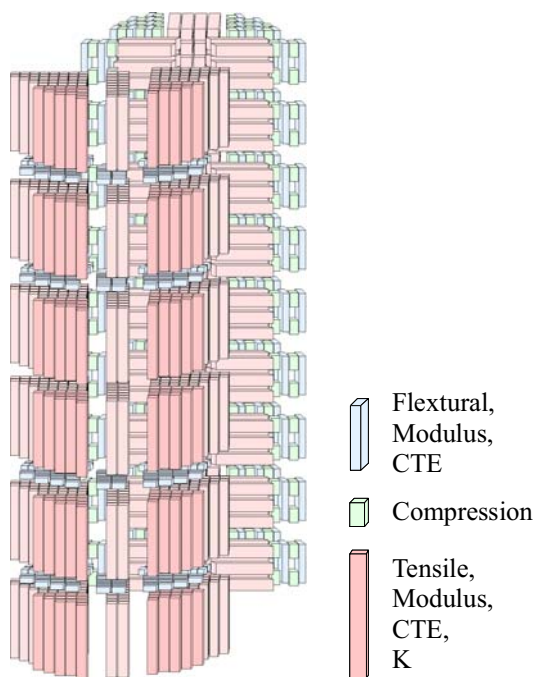 Flextural,
Modulus,
CTE
Compression
Tensile,
Modulus,
CTE,
K